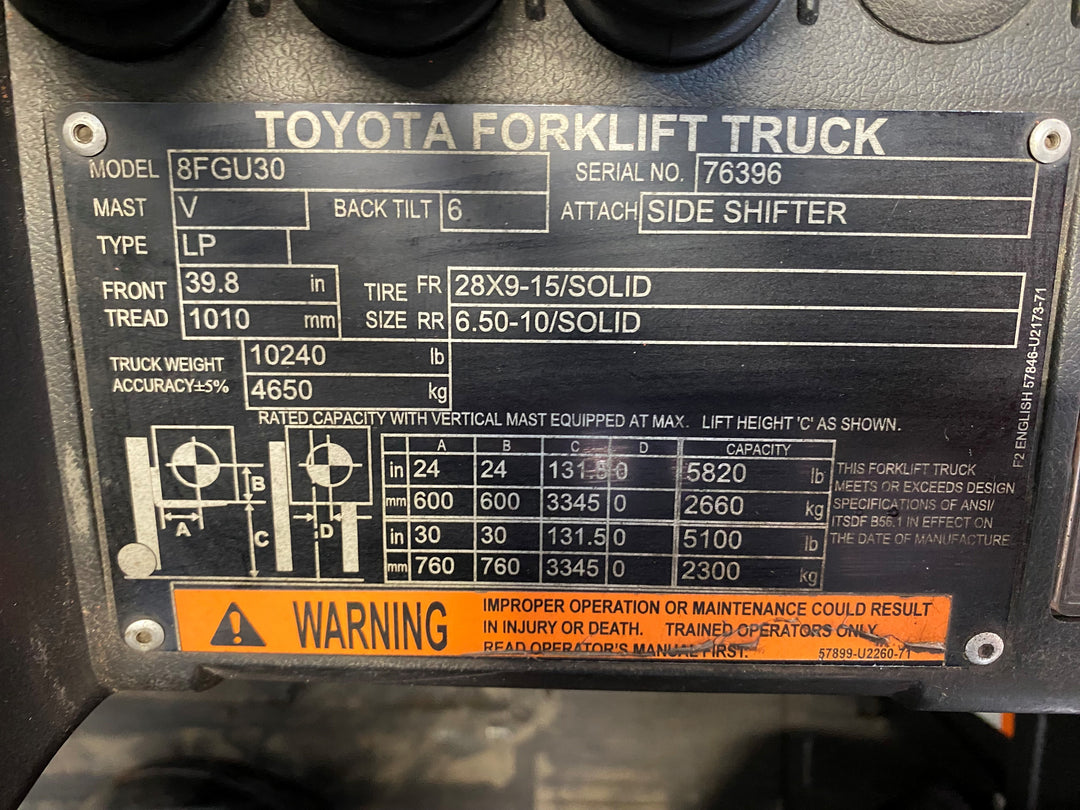 TOYOTA FORKLIFT TRUCK
MODEL 8FGU30 SERIAL NO. 76396
MAST V BACK TILT 6 ATTACH SIDE SHIFTER
TYPE LP
FRONT TREAD 39.8 in 1010 mm
TIRE SIZE FR 28X9-15/SOLID
RR 6.50-10/SOLID
TRUCK WEIGHT ACCURACY±5% 10240 lb
4650 kg
RATED CAPACITY WITH VERTICAL MAST EQUIPPED AT MAX. LIFT HEIGHT 'C' AS SHOWN.
A B C D CAPACITY
in 24 24 131.5 0 5820 lb
mm 600 600 3345 0 2660 kg
in 30 30 131.5 0 5100 lb
mm 760 760 3345 0 2300 kg
A B C D
THIS FORKLIFT TRUCK
MEETS OR EXCEEDS DESIGN
SPECIFICATIONS OF ANSI/
ITSDF B56.1 IN EFFECT ON
THE DATE OF MANUFACTURE
F2 ENGLISH 57846-U2173-71
WARNING
IMPROPER OPERATION OR MAINTENANCE COULD RESULT
IN INJURY OR DEATH. TRAINED OPERATORS ONLY.
READ OPERATOR'S MANUAL FIRST. 57899-U2260-71